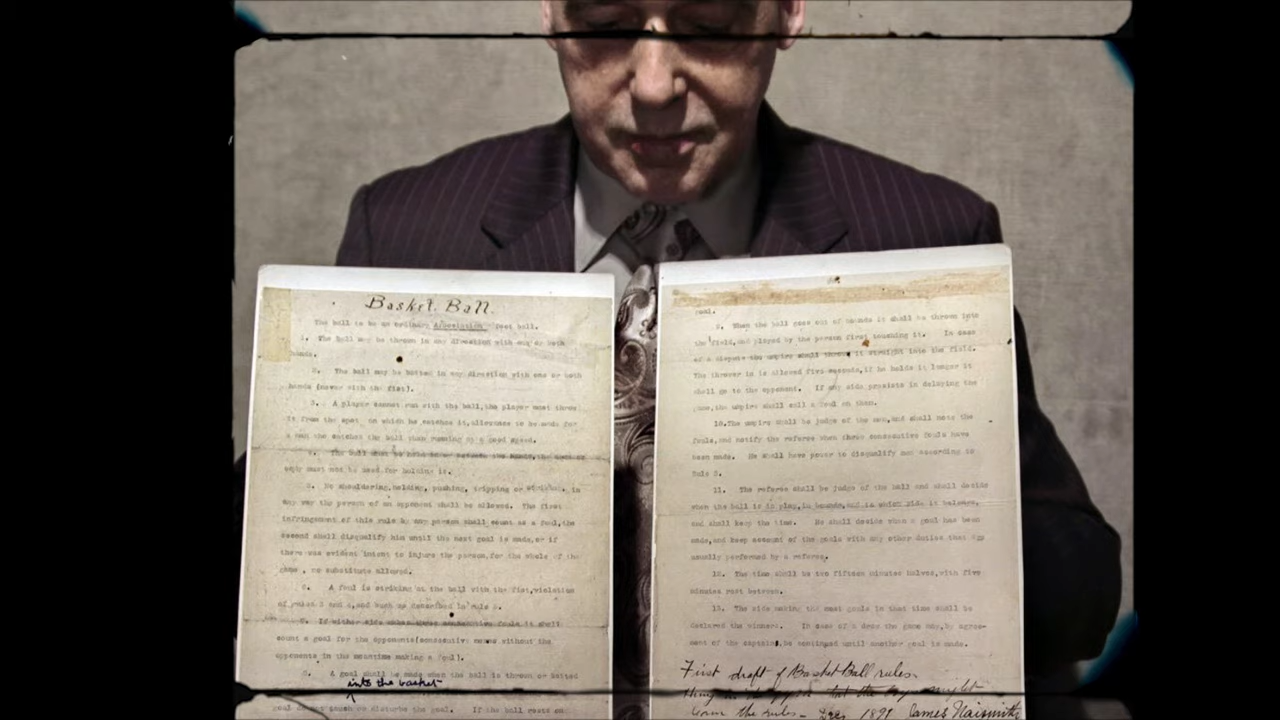 Basket Ball.
The ball to be an ordinary Association foot ball.
1. The ball may be thrown in any direction with one or both
hands.
2. The ball may be batted in any direction with one or both
hands (never with the fist).
3. A player cannot run with the ball, the player must throw
it from the spot on which he catches it, allowance to be made for
a man who catches the ball when running at a good speed.
4. The ball must be held
must not be used for holding it.
5. No shouldering, holding, pushing, tripping or striking, in
any way the person of an opponent shall be allowed. The first
infringement of this rule by any person shall count as a foul, the
second shall disqualify him until the next goal is made, or if
there was evident intent to injure the person, for the whole of the
game, no substitute allowed.
6. A foul is striking at the ball with the fist, violation
of rules 3 and 4, and such as described in rule 5.
7. If either side makes three consecutive fouls it shall
count a goal for the opponents (consecutive means without the
opponents in the meantime making a foul).
8. A goal shall be made when the ball is thrown or batted
into the basket
goal do not touch or disturbs the goal. If the ball rests on
goal.
9. When the ball goes out of bounds it shall be thrown into
the field, and played by the person first touching it. In case
of a dispute the umpire shall throw it straight into the field.
The thrower in is allowed five seconds, if he holds it longer it
shall go to the opponent. If any side presists in delaying the
game, the umpire shall call a foul on them.
10. The umpire shall be judge of the men, and shall note the
fouls, and notify the referee when three consecutive fouls have
been made. He shall have power to disqualify men according to
Rule 5.
11. The referee shall be judge of the ball and shall decide
when the ball is in play, in bounds, and to which side it belongs,
and shall keep the time. He shall decide when a goal has been
made, and keep account of the goals with any other duties that are
usually performed by a referee.
12. The time shall be two fifteen minutes halves, with five
minutes rest between.
13. The side making the most goals in that time shall be
declared the winners. In case of a draw the game may, by agree-
ment of the captains, be continued until another goal is made.
First draft of Basket Ball rules.
that the boys might
learn the rules - Dec. 1891 James Naismith